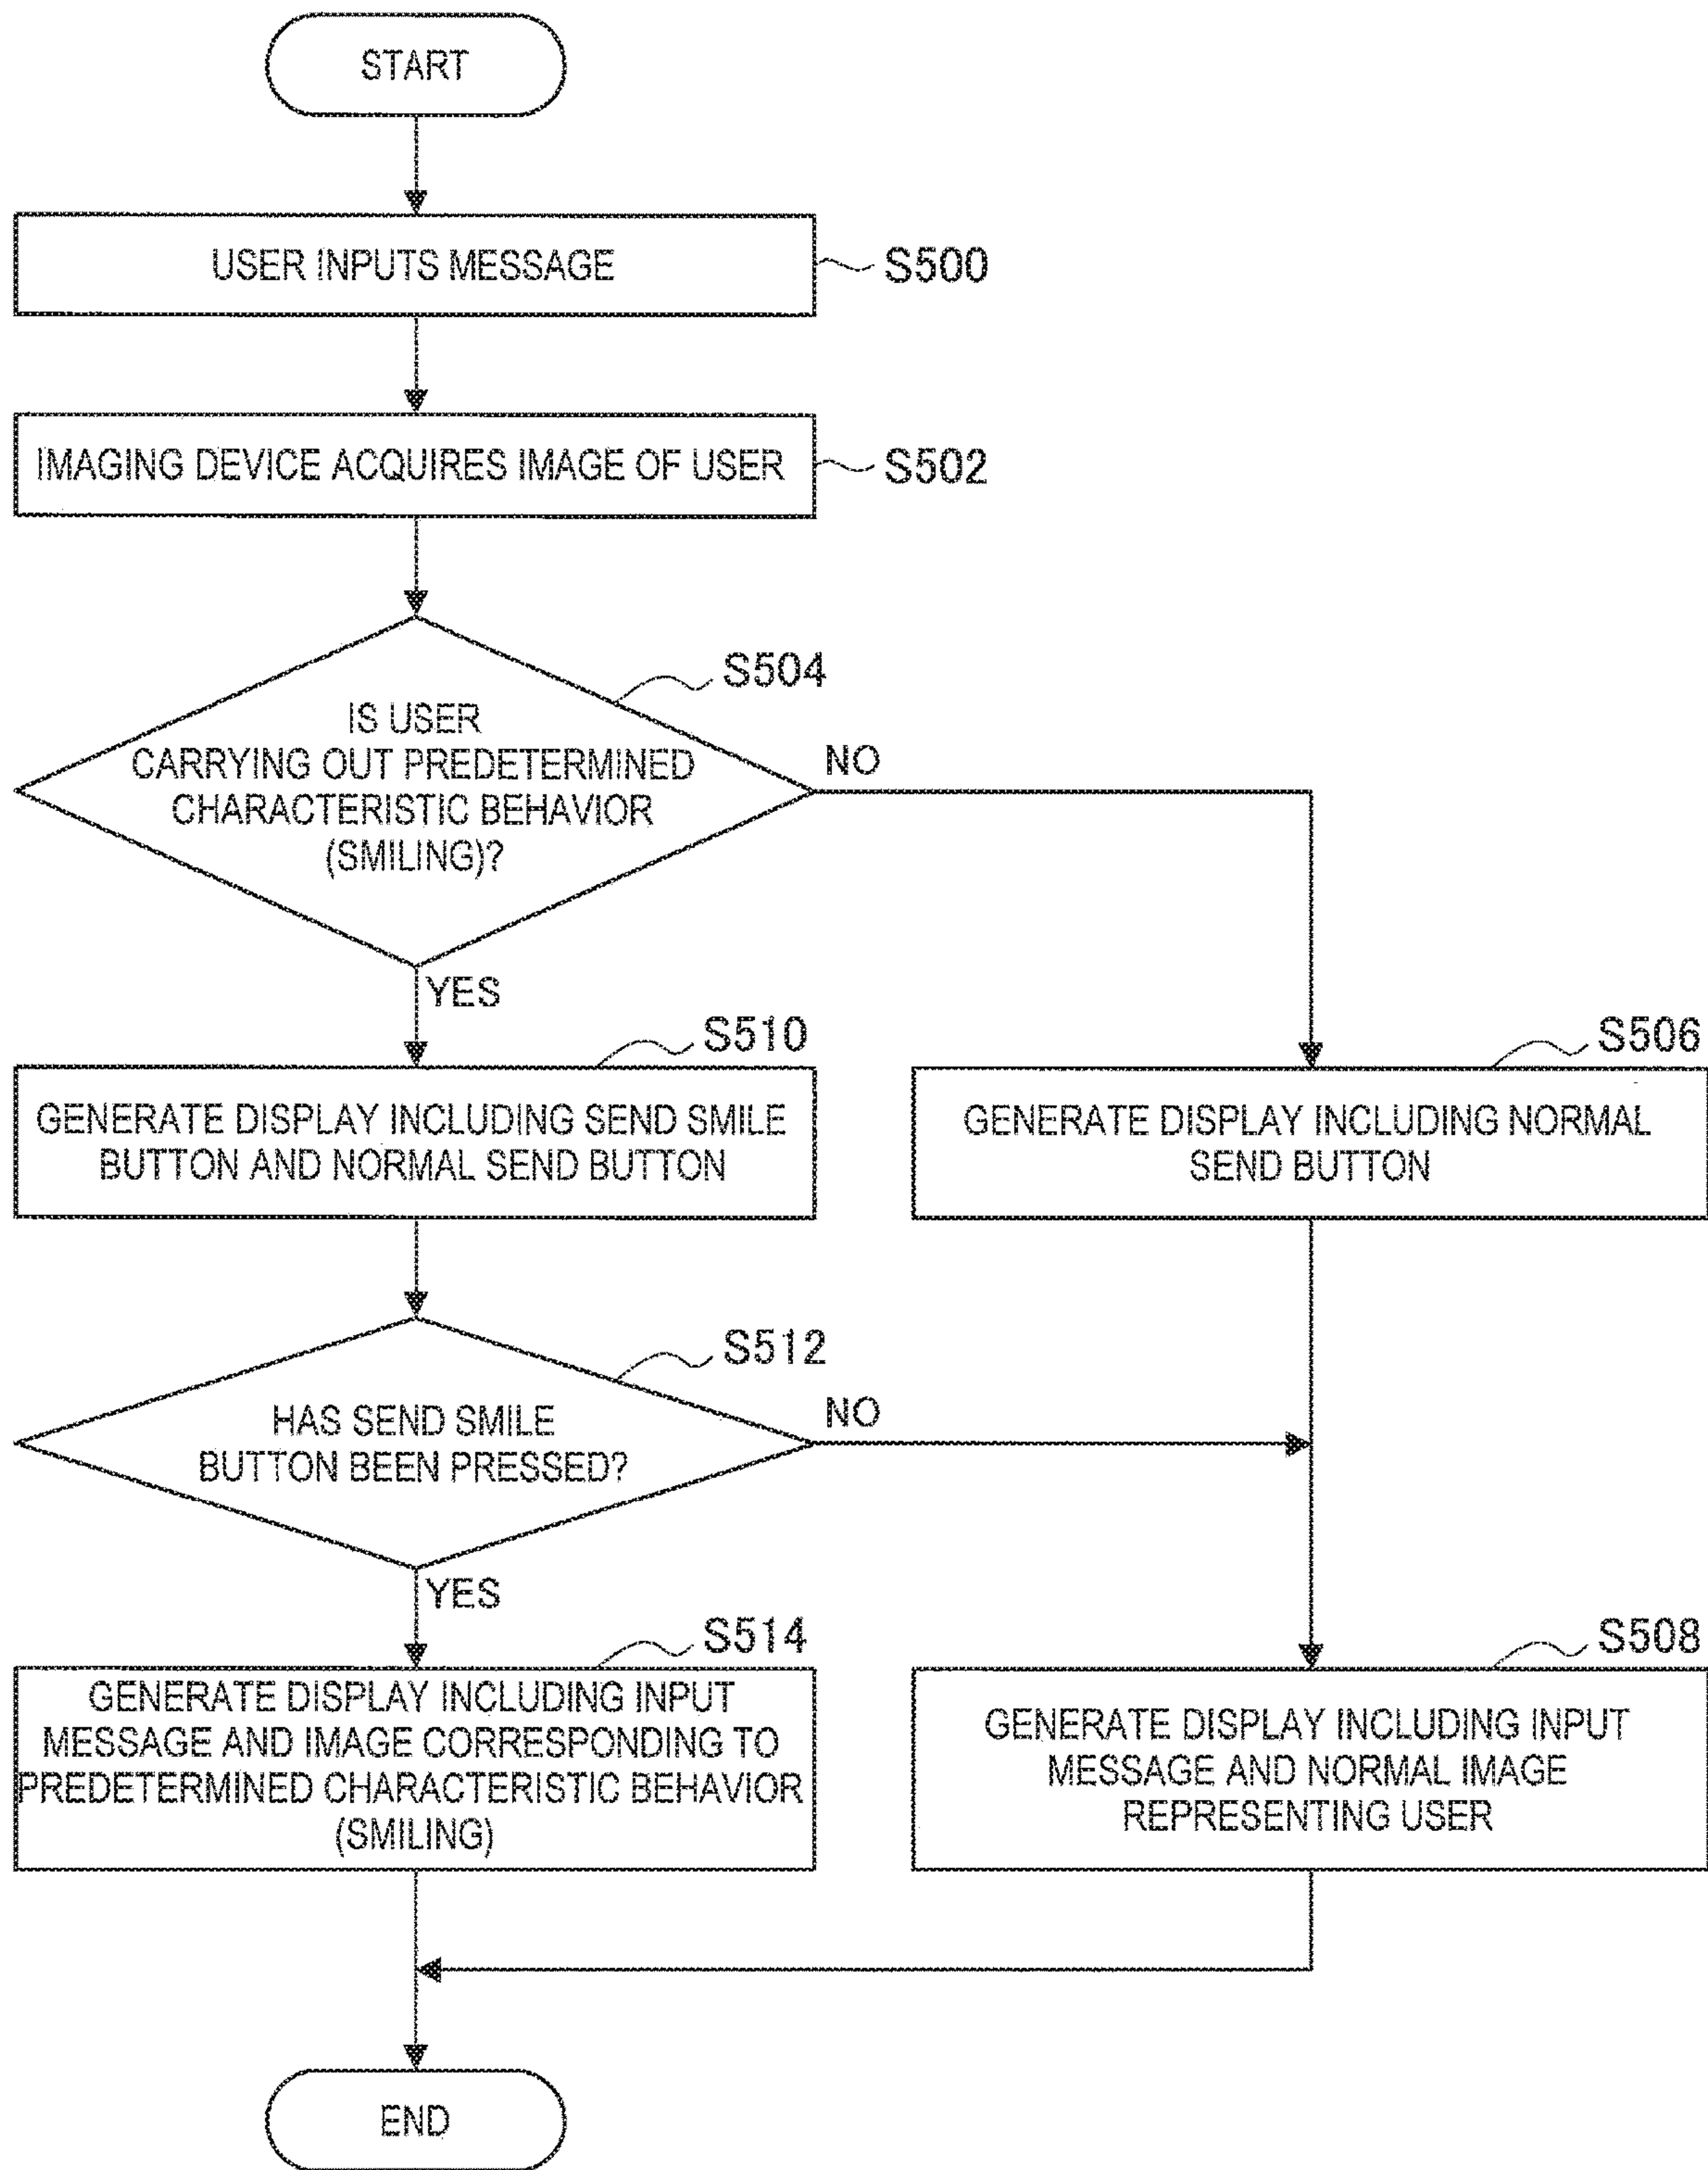 START
USER INPUTS MESSAGE
S500
IMAGING DEVICE ACQUIRES IMAGE OF USER
S502
S504
IS USER
CARRYING OUT PREDETERMINED
CHARACTERISTIC BEHAVIOR
(SMILING)?
NO
YES
S510
GENERATE DISPLAY INCLUDING SEND SMILE
BUTTON AND NORMAL SEND BUTTON
S506
GENERATE DISPLAY INCLUDING NORMAL
SEND BUTTON
S512
HAS SEND SMILE
BUTTON BEEN PRESSED?
NO
YES
S514
GENERATE DISPLAY INCLUDING INPUT
MESSAGE AND IMAGE CORRESPONDING TO
PREDETERMINED CHARACTERISTIC BEHAVIOR
(SMILING)
S508
GENERATE DISPLAY INCLUDING INPUT
MESSAGE AND NORMAL IMAGE
REPRESENTING USER
END